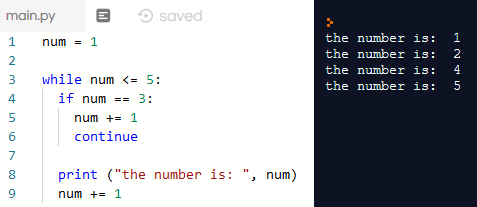 main.py saved
1 num = 1
2
3 while num <= 5:
4   if num == 3:
5     num += 1
6     continue
7
8   print ("the number is: ", num)
9   num += 1
the number is:  1
the number is:  2
the number is:  4
the number is:  5